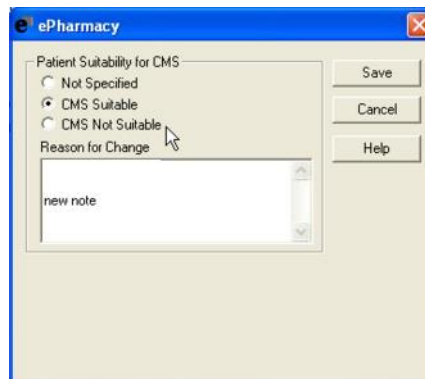 e ePharmacy
Patient Suitability for CMS
Not Specified
CMS Suitable
CMS Not Suitable
Reason for Change
new note
Save
Cancel
Help